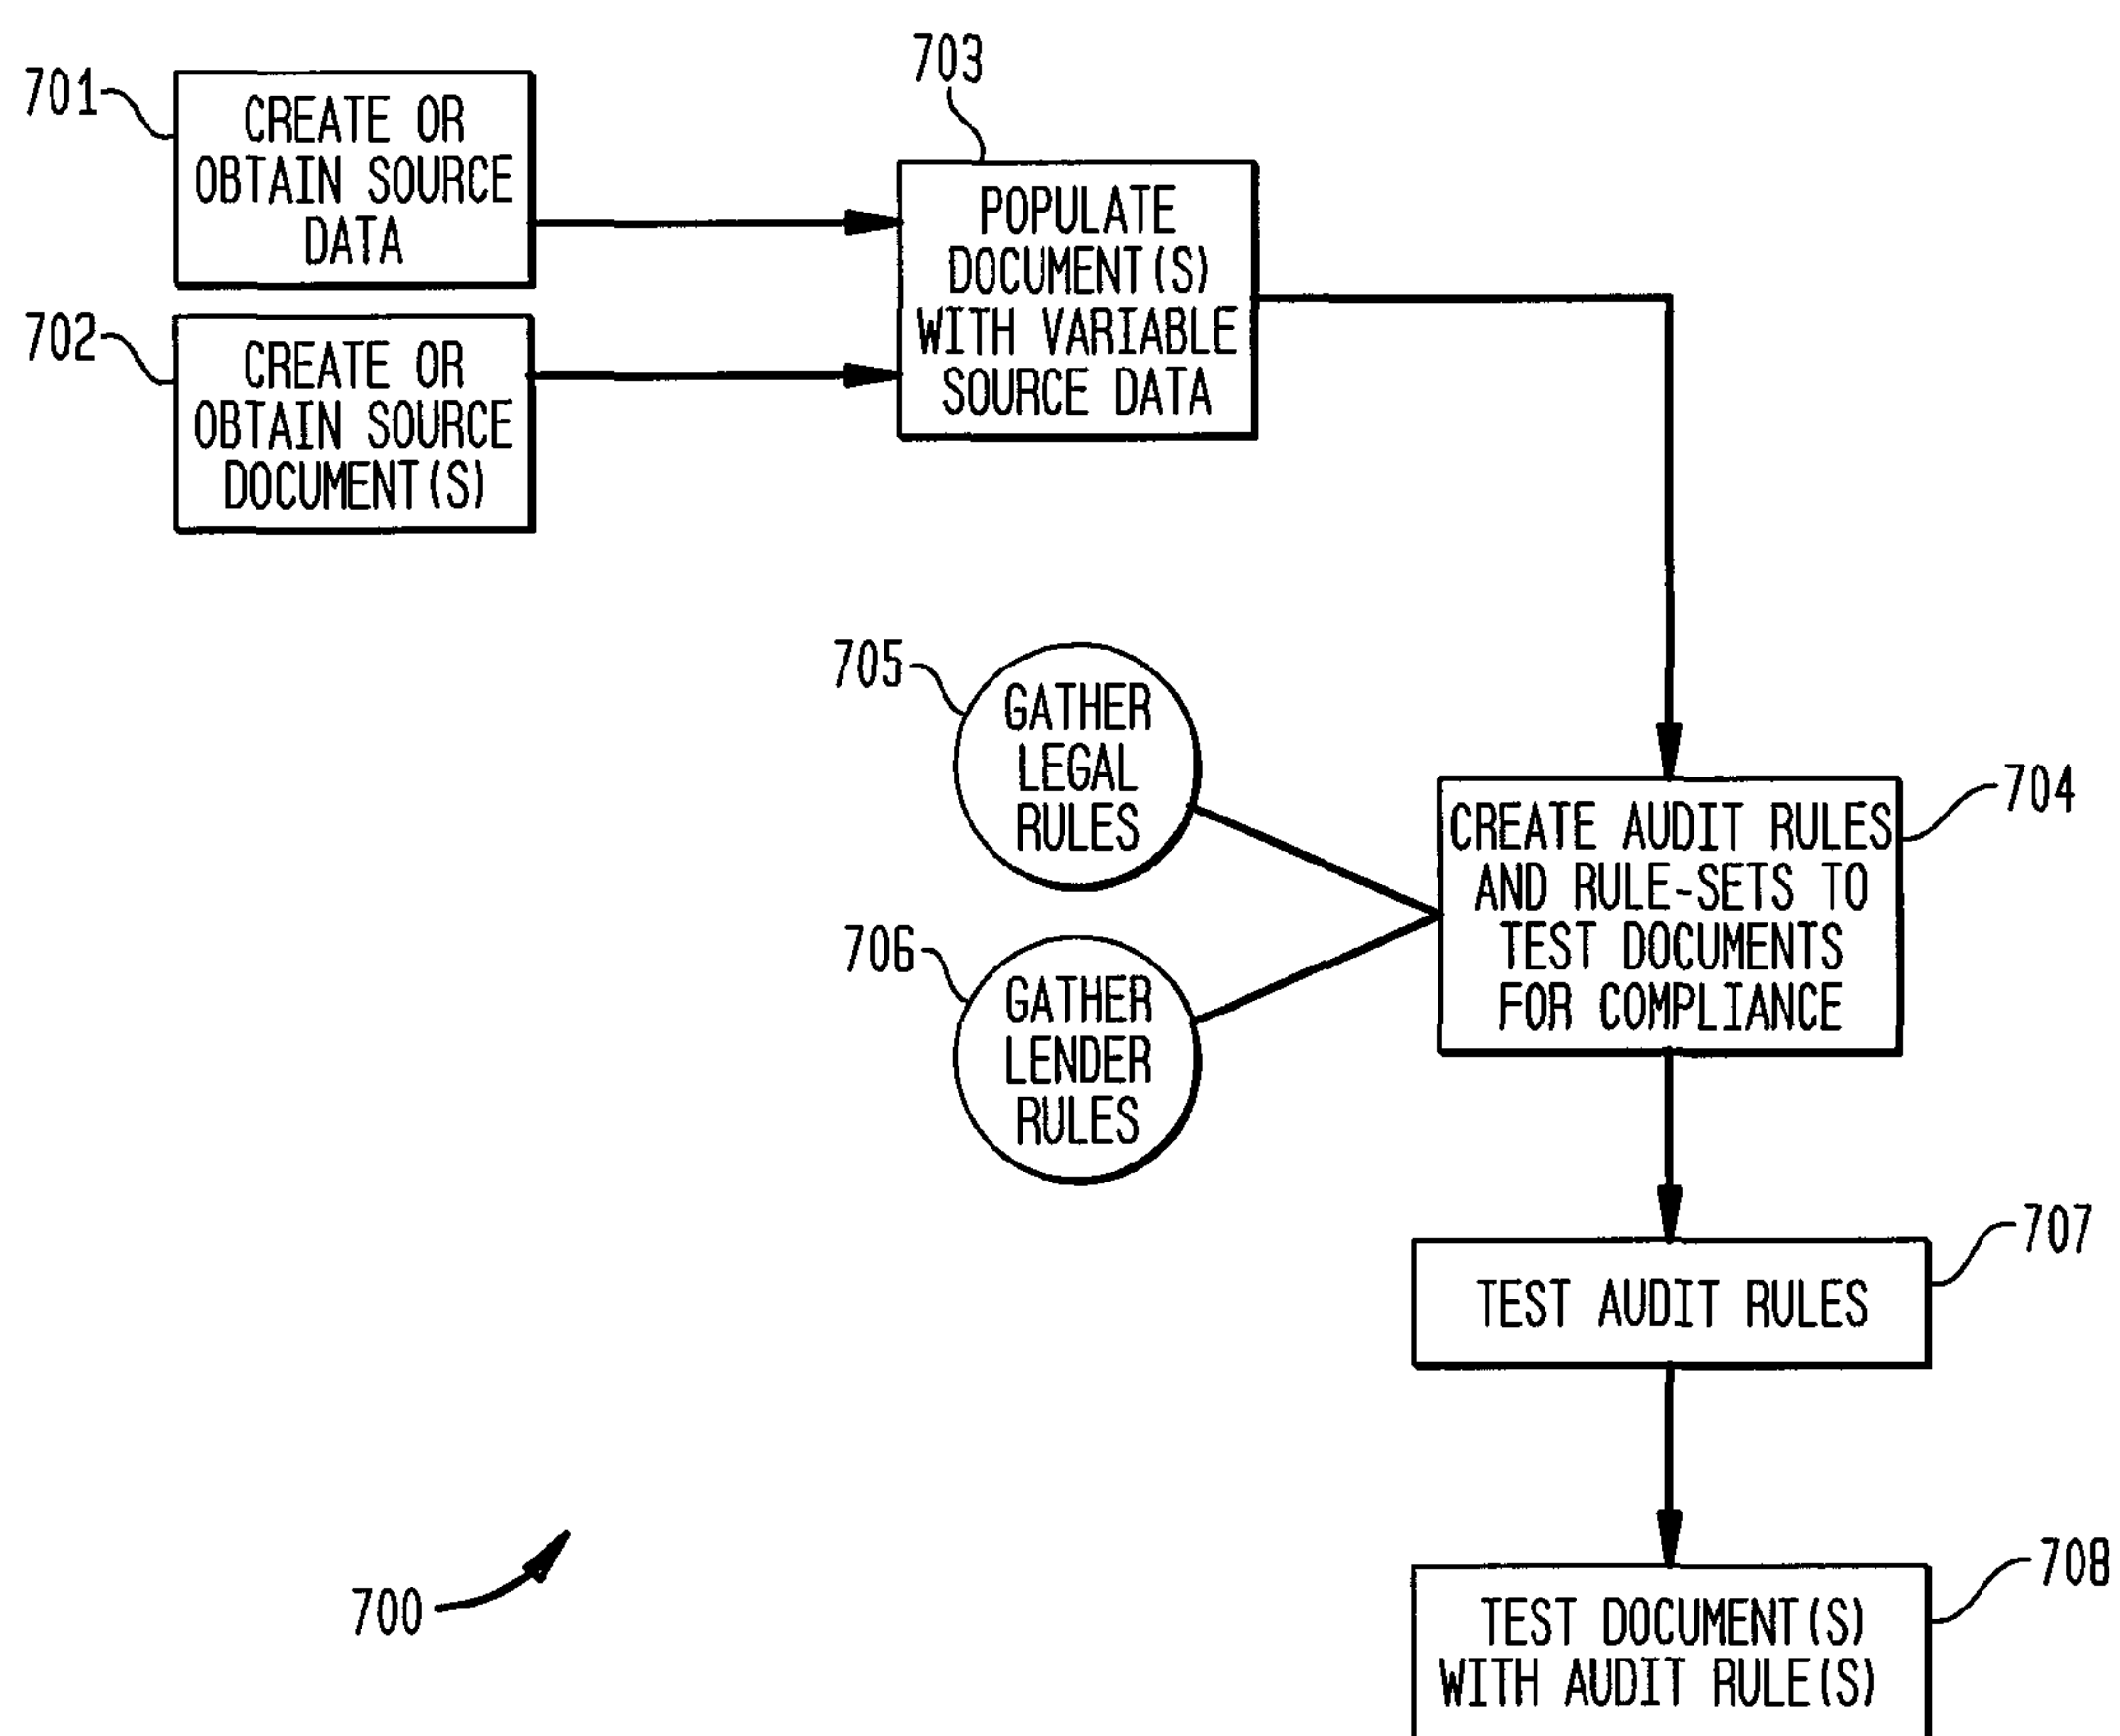 701
CREATE OR
OBTAIN SOURCE
DATA
702
CREATE OR
OBTAIN SOURCE
DOCUMENT(S)
703
POPULATE
DOCUMENT(S)
WITH VARIABLE
SOURCE DATA
705
GATHER
LEGAL
RULES
706
GATHER
LENDER
RULES
704
CREATE AUDIT RULES
AND RULE-SETS TO
TEST DOCUMENTS
FOR COMPLIANCE
707
TEST AUDIT RULES
708
TEST DOCUMENT(S)
WITH AUDIT RULE(S)
700